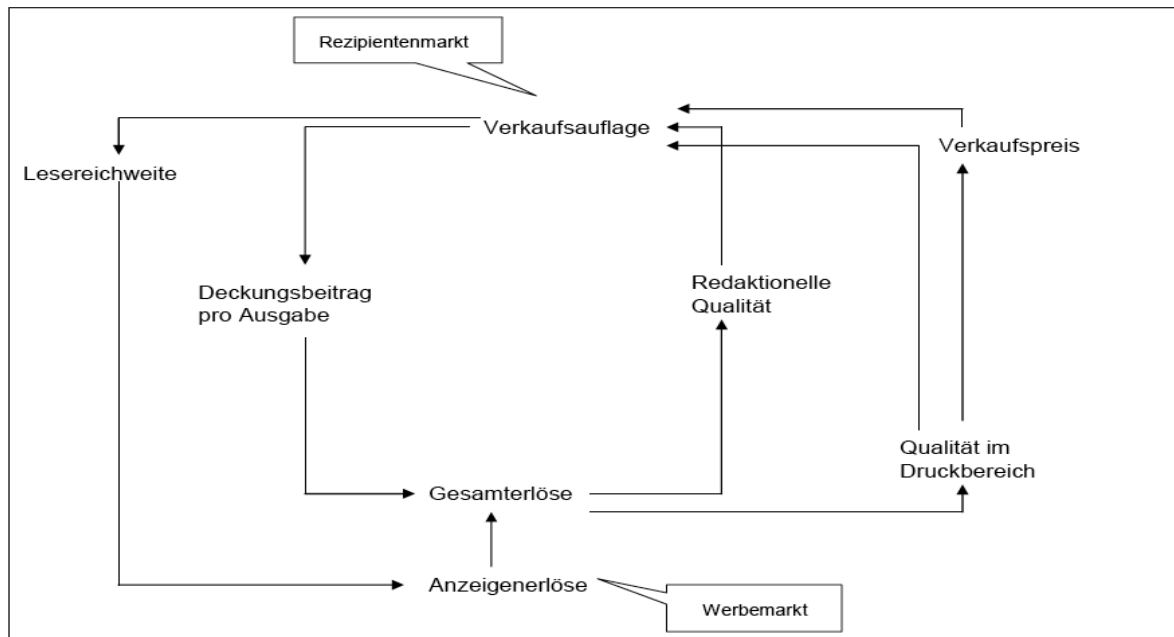 Rezipientenmarkt
Verkaufsauflage
Verkaufspreis
Lesereichweite
Deckungsbeitrag
pro Ausgabe
Redaktionelle
Qualität
Qualität im
Druckbereich
Gesamterlöse
Anzeigenerlöse
Werbemarkt